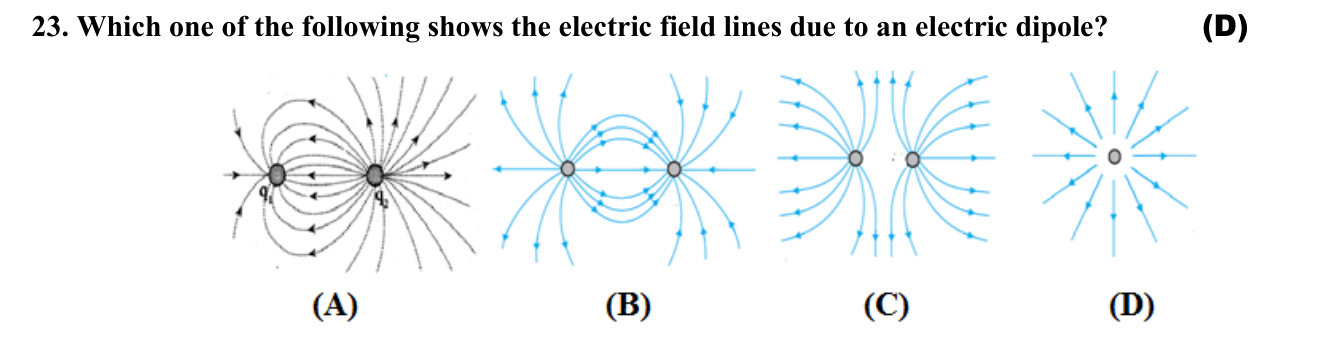 23. Which one of the following shows the electric field lines due to an electric dipole? (D)
q₁ q₂
(A) (B) (C) (D)